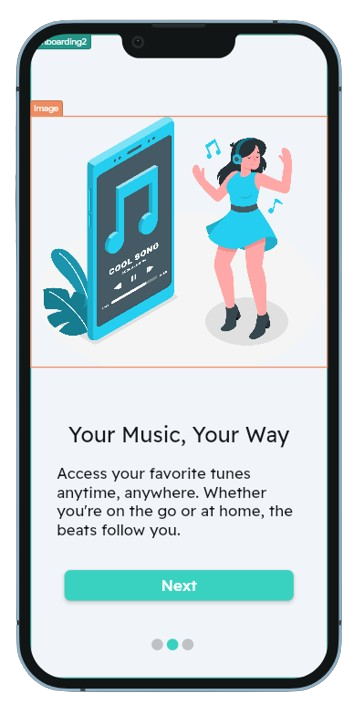 nboarding2
Image
COOL SONG
Your Music, Your Way
Access your favorite tunes
anytime, anywhere. Whether
you're on the go or at home, the
beats follow you.
Next